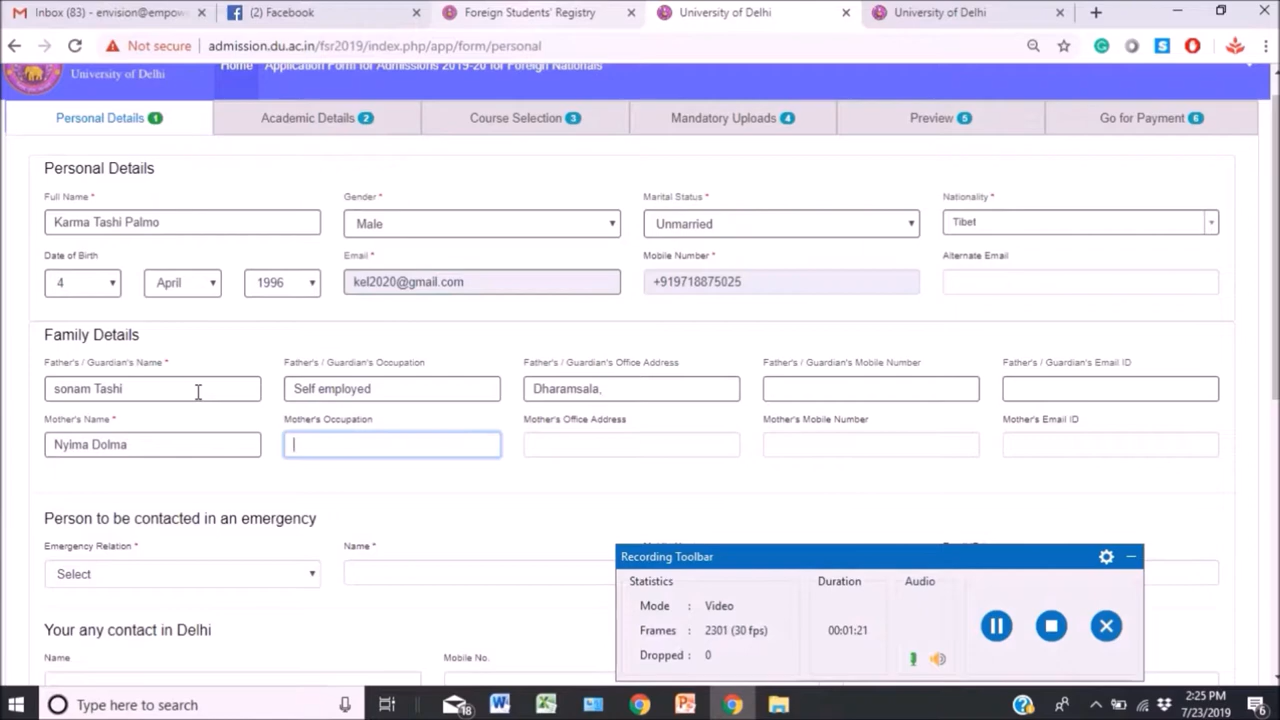 Inbox (83) - envision@empow
(2) Facebook
Foreign Students' Registry
University of Delhi
University of Delhi
Not secure
admission.du.ac.in/fsr2019/index.php/app/form/personal
University of Delhi
Home
Application Form for Admissions 2019-20 for Foreign Nationals
Personal Details 1
Academic Details 2
Course Selection 3
Mandatory Uploads 4
Preview 5
Go for Payment 6
Personal Details
Full Name *
Gender *
Marital Status *
Nationality *
Karma Tashi Palmo
Male
Unmarried
Tibet
Date of Birth
Email *
Mobile Number *
Alternate Email
4
April
1996
kel2020@gmail.com
+919718875025
Family Details
Father's / Guardian's Name *
Father's / Guardian's Occupation
Father's / Guardian's Office Address
Father's / Guardian's Mobile Number
Father's / Guardian's Email ID
sonam Tashi
Self employed
Dharamsala,
Mother's Name *
Mother's Occupation
Mother's Office Address
Mother's Mobile Number
Mother's Email ID
Nyima Dolma
Person to be contacted in an emergency
Emergency Relation *
Name *
Select
Recording Toolbar
Statistics
Duration
Audio
Mode : Video
Frames : 2301 (30 fps)
00:01:21
Dropped : 0
Your any contact in Delhi
Name
Mobile No.
Type here to search
18
2:25 PM
7/23/2019
6